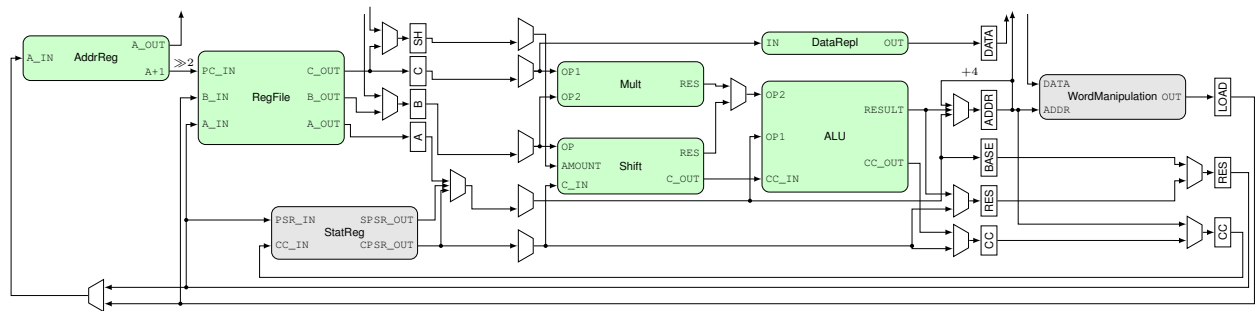 A_IN
AddrReg
A_OUT
A+1
≫2
PC_IN
B_IN
A_IN
RegFile
C_OUT
B_OUT
A_OUT
PSR_IN
CC_IN
StatReg
SPSR_OUT
CPSR_OUT
SH
C
B
A
OP1
OP2
Mult
RES
OP
AMOUNT
C_IN
Shift
RES
C_OUT
IN
DataRepl
OUT
OP2
OP1
CC_IN
ALU
RESULT
CC_OUT
DATA
+4
ADDR
BASE
RES
CC
DATA
ADDR
WordManipulation
OUT
LOAD
RES
CC